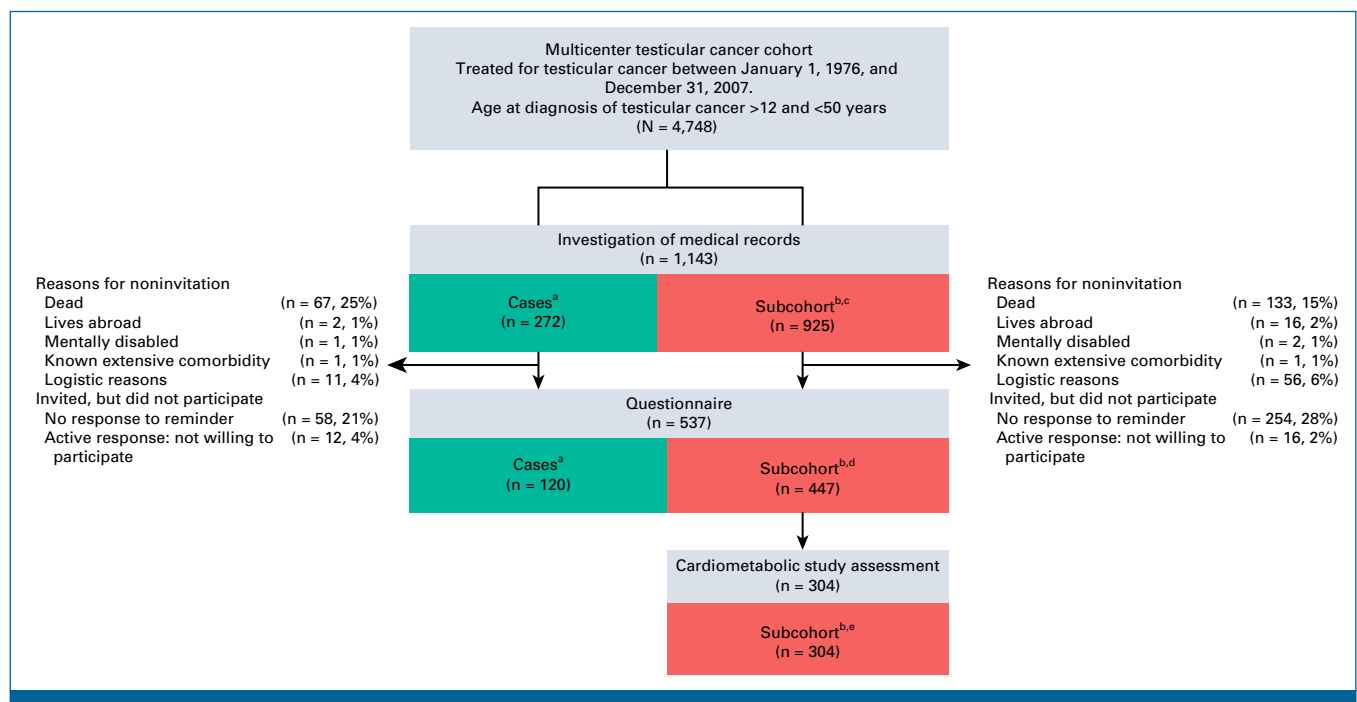 Multicenter testicular cancer cohort
Treated for testicular cancer between January 1, 1976, and
December 31, 2007.
Age at diagnosis of testicular cancer >12 and <50 years
(N = 4,748)
Investigation of medical records
(n = 1,143)
Cases^a
(n = 272)
Subcohort^b,c
(n = 925)
Reasons for noninvitation
Dead (n = 67, 25%)
Lives abroad (n = 2, 1%)
Mentally disabled (n = 1, 1%)
Known extensive comorbidity (n = 1, 1%)
Logistic reasons (n = 11, 4%)
Invited, but did not participate
No response to reminder (n = 58, 21%)
Active response: not willing to (n = 12, 4%)
participate
Reasons for noninvitation
Dead (n = 133, 15%)
Lives abroad (n = 16, 2%)
Mentally disabled (n = 2, 1%)
Known extensive comorbidity (n = 1, 1%)
Logistic reasons (n = 56, 6%)
Invited, but did not participate
No response to reminder (n = 254, 28%)
Active response: not willing to (n = 16, 2%)
participate
Questionnaire
(n = 537)
Cases^a
(n = 120)
Subcohort^b,d
(n = 447)
Cardiometabolic study assessment
(n = 304)
Subcohort^b,e
(n = 304)